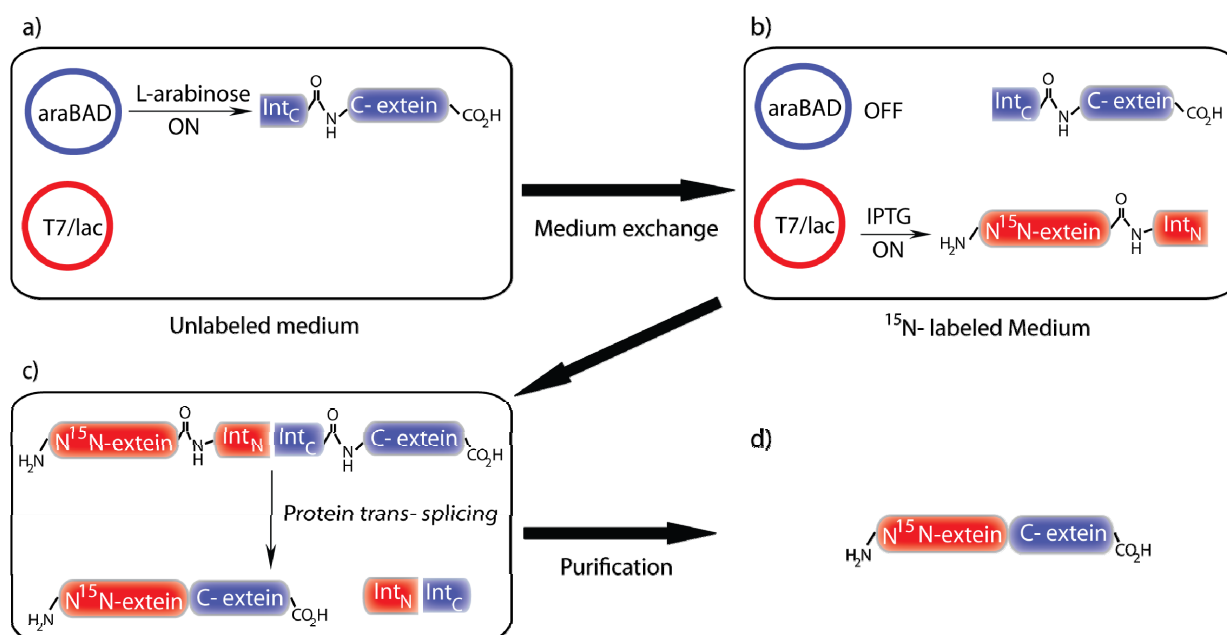 a)
araBAD
L-arabinose
ON
IntC
O
N
H
C- extein
CO2H
T7/lac
Unlabeled medium
Medium exchange
b)
araBAD
OFF
IntC
O
N
H
C- extein
CO2H
T7/lac
IPTG
ON
H2N
N15N-extein
O
N
H
IntN
15N- labeled Medium
c)
H2N
N15N-extein
O
N
H
IntN
IntC
O
N
H
C- extein
CO2H
Protein trans- splicing
H2N
N15N-extein
C- extein
CO2H
IntN
IntC
Purification
d)
H2N
N15N-extein
C- extein
CO2H